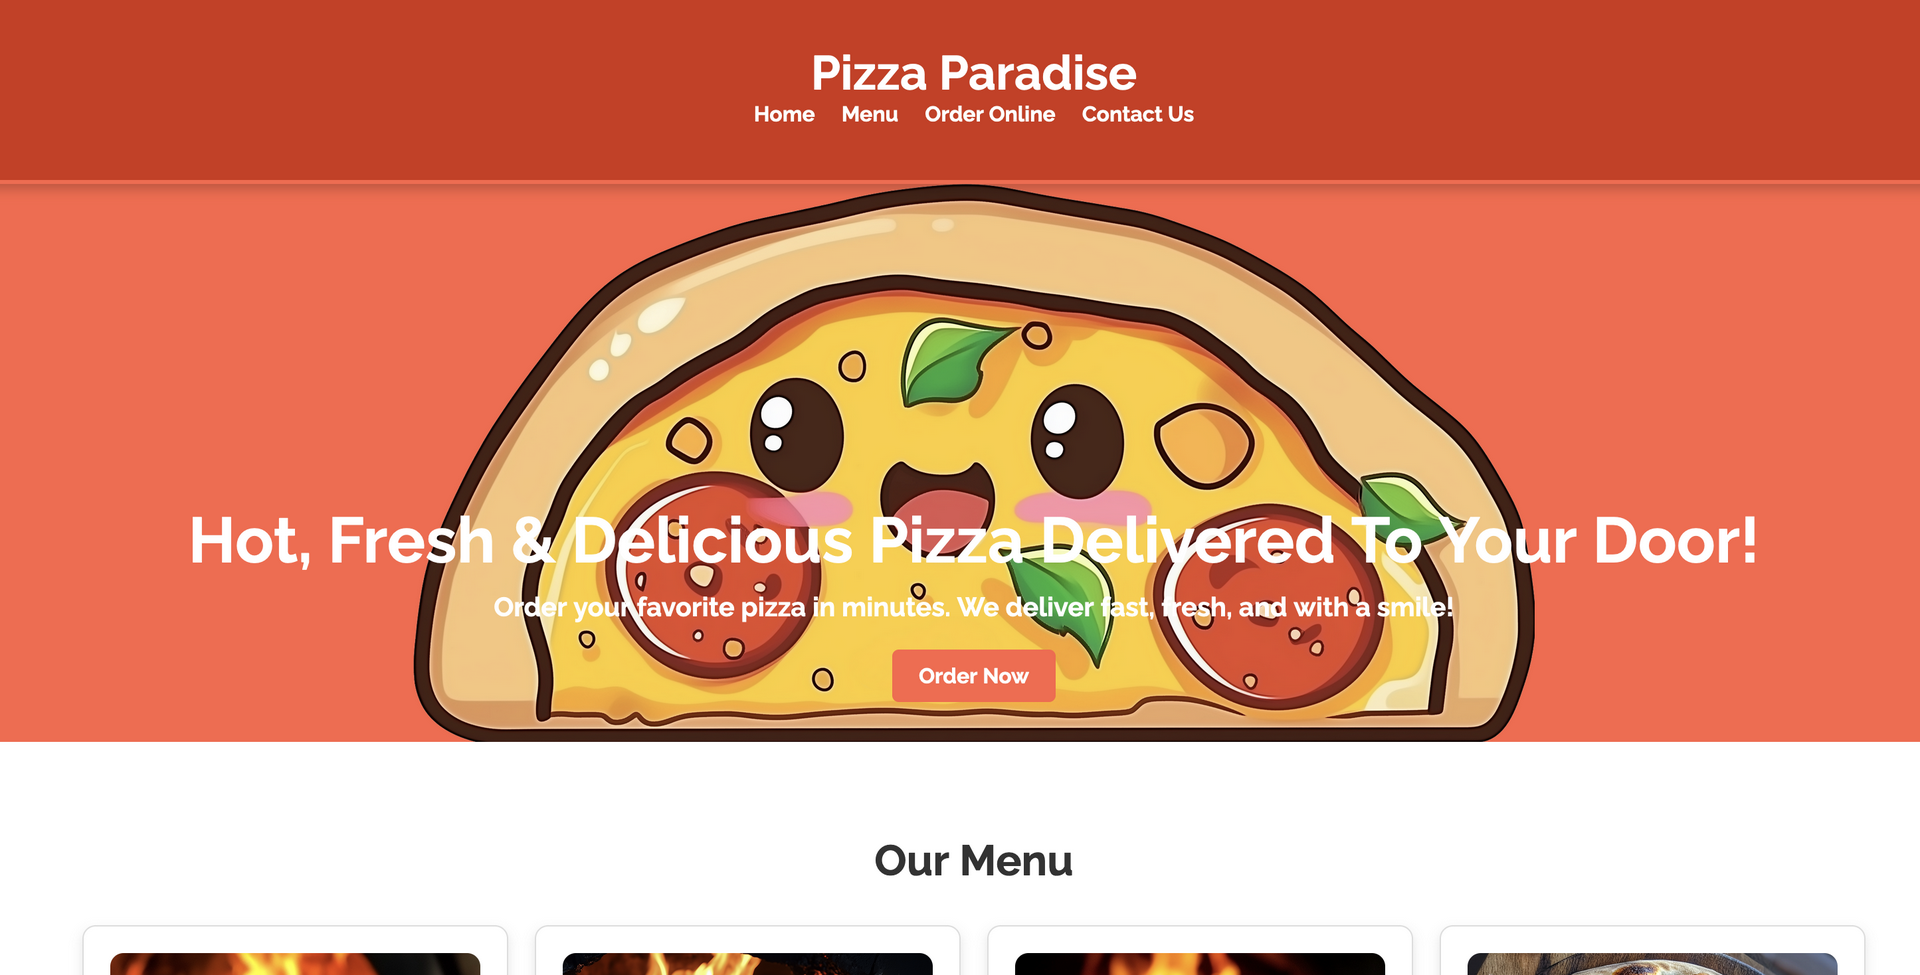 Pizza Paradise
Home Menu Order Online Contact Us
Hot, Fresh & Delicious Pizza Delivered To Your Door!
Order your favorite pizza in minutes. We deliver fast, fresh, and with a smile!
Order Now
Our Menu